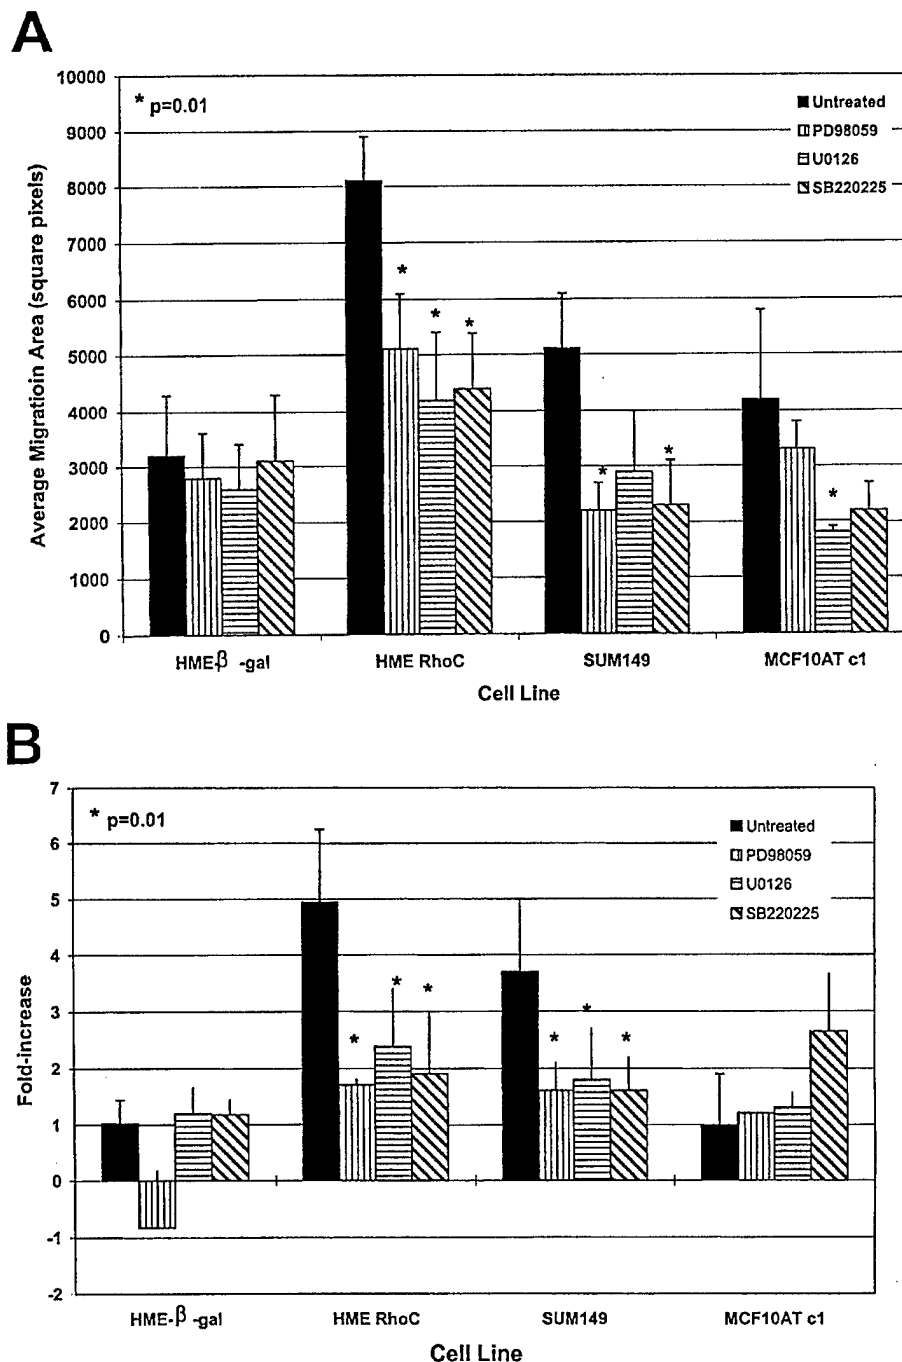 A
* p=0.01
Untreated
PD98059
U0126
SB220225
Average Migratioin Area (square pixels)
10000
9000
8000
7000
6000
5000
4000
3000
2000
1000
0
* * * * * *
HMEβ -gal HME RhoC SUM149 MCF10AT c1
Cell Line
B
* p=0.01
Untreated
PD98059
U0126
SB220225
Fold-increase
7
6
5
4
3
2
1
0
-1
-2
* * * * * *
HME-β -gal HME RhoC SUM149 MCF10AT c1
Cell Line